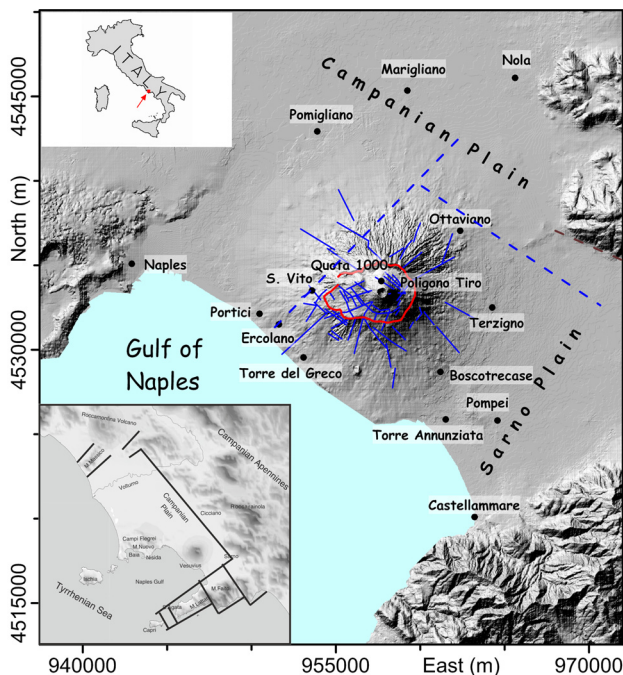 ITALY
Nola
Marigliano
Campanian Plain
Pomigliano
4545000
North (m)
Ottaviano
Naples
Quota 1000
S. Vito
Poligono Tiro
Portici
Terzigno
Ercolano
4530000
Gulf of
Naples
Torre del Greco
Boscotrecase
Pompei
Torre Annunziata
Sarno Plain
Castellammare
Roccamonfina Volcano
M.Massico
Campanian Apennines
Volturno
Campanian
Plain
Cicciano
Campi Flegrei
M.Nuovo
Baia
Nisida
Vesuvius
Sarno
Ischia
Naples Gulf
Tyrrhenian Sea
Capri
4515000
940000
955000
East (m)
970000